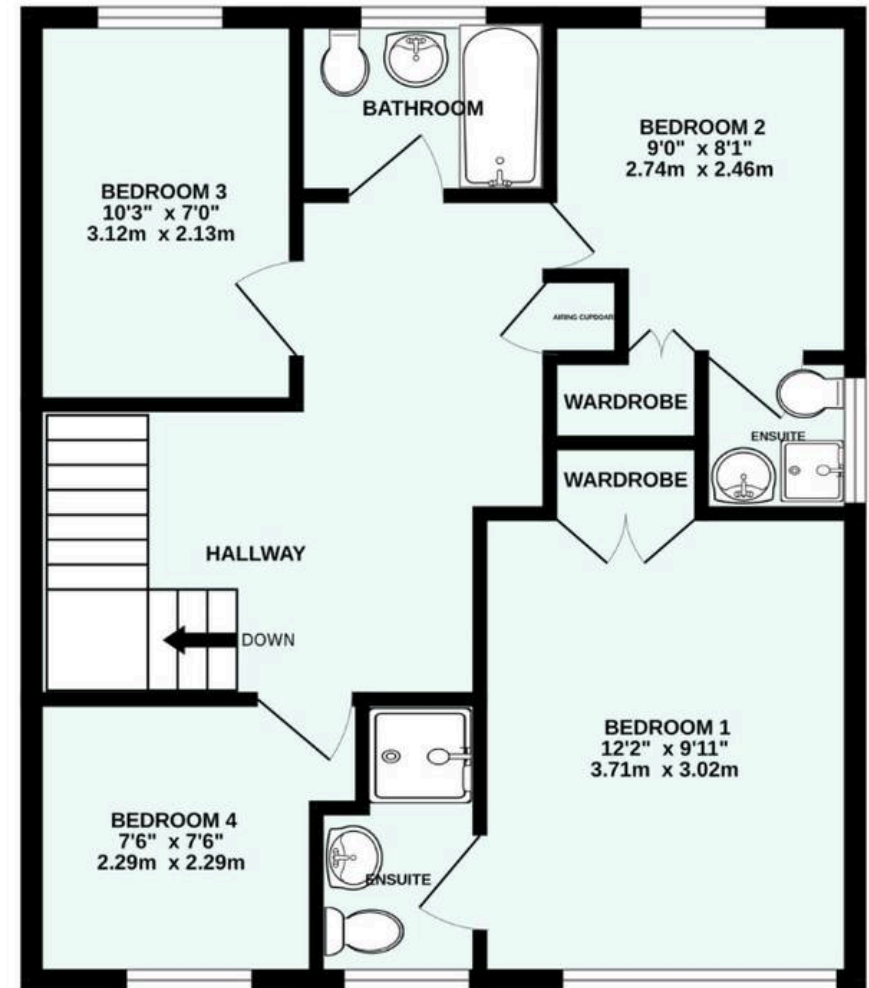 BATHROOM
BEDROOM 2
9'0" x 8'1"
2.74m x 2.46m
BEDROOM 3
10'3" x 7'0"
3.12m x 2.13m
AIRING CUPBOAR
WARDROBE
ENSUITE
WARDROBE
HALLWAY
DOWN
BEDROOM 1
12'2" x 9'11"
3.71m x 3.02m
BEDROOM 4
7'6" x 7'6"
2.29m x 2.29m
ENSUITE